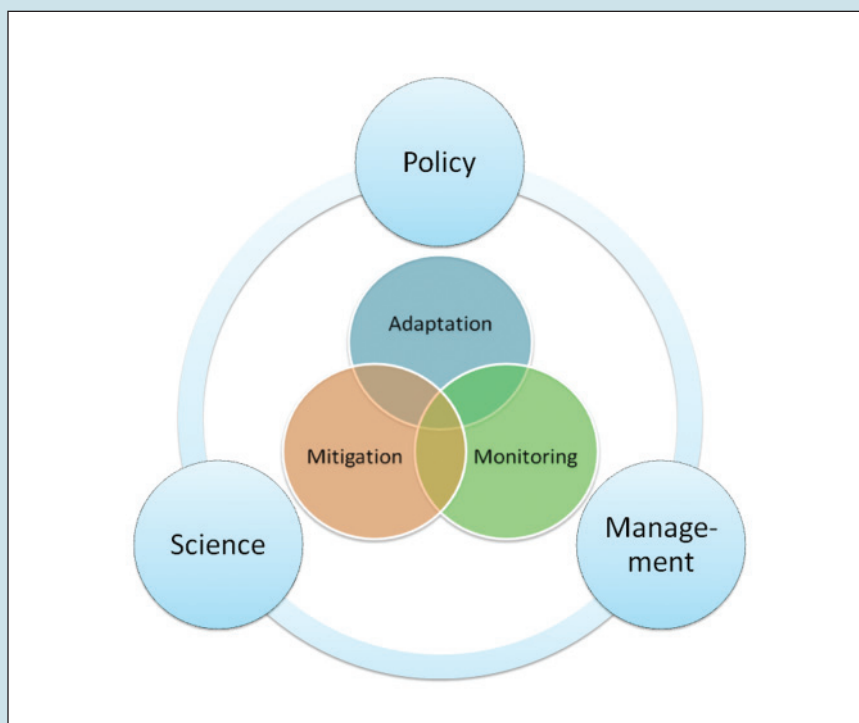 Policy
Adaptation
Mitigation
Monitoring
Science
Manage-
ment